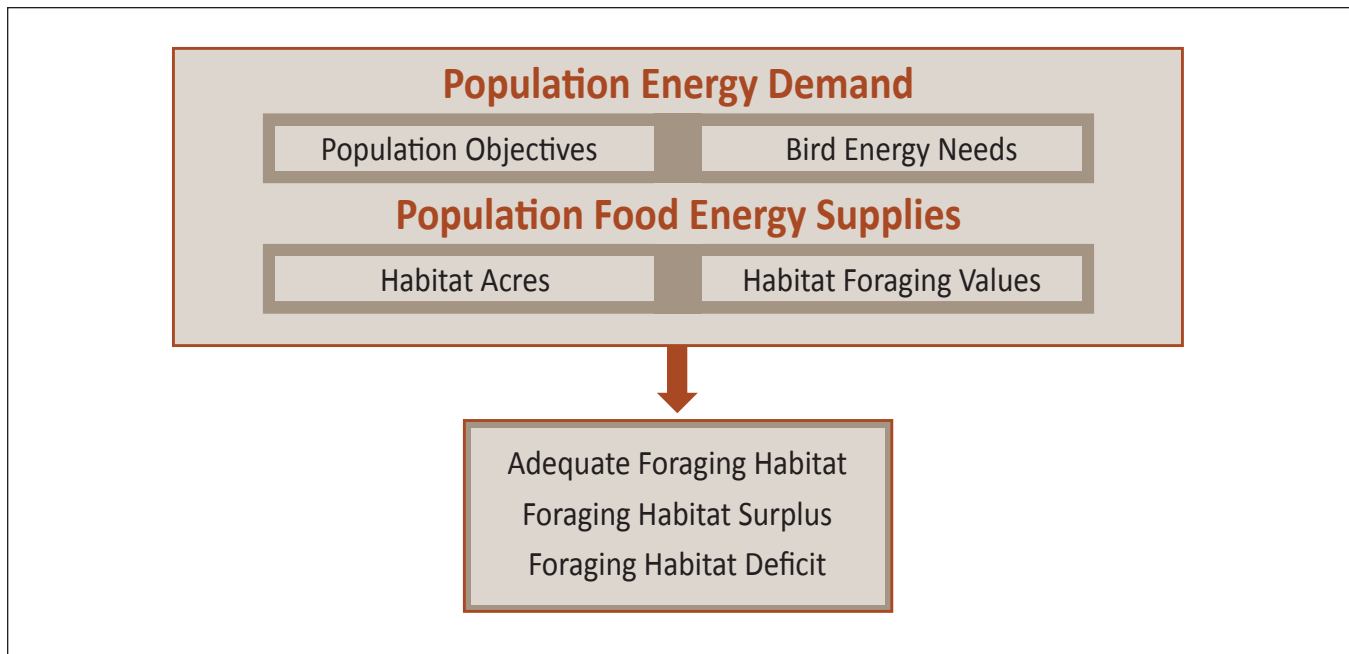 Population Energy Demand
Population Objectives
Bird Energy Needs
Population Food Energy Supplies
Habitat Acres
Habitat Foraging Values
Adequate Foraging Habitat
Foraging Habitat Surplus
Foraging Habitat Deficit